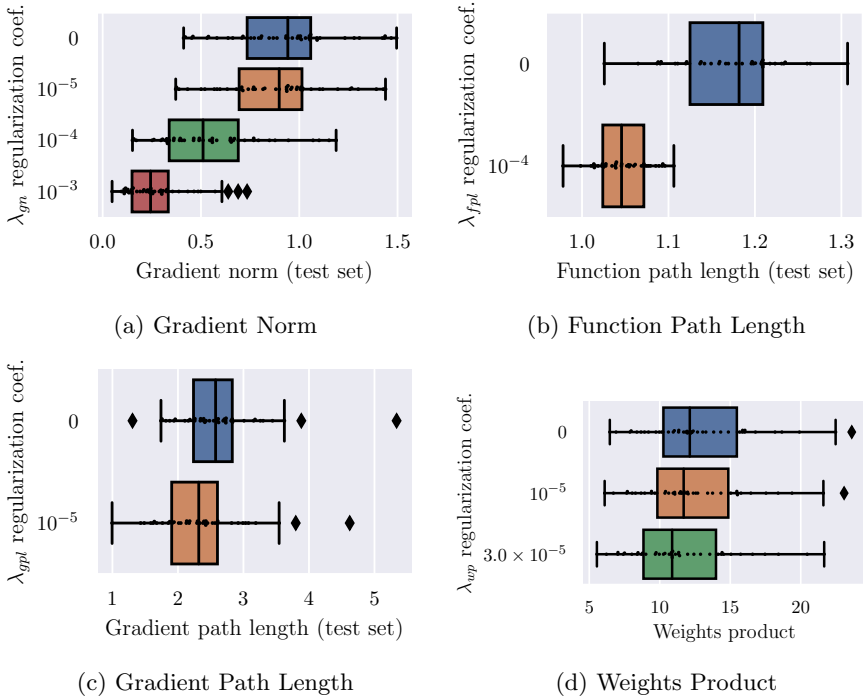 λgn regularization coef.
0
10⁻⁵
10⁻⁴
10⁻³
0.0 0.5 1.0 1.5
Gradient norm (test set)
(a) Gradient Norm
λfpl regularization coef.
0
10⁻⁴
1.0 1.1 1.2 1.3
Function path length (test set)
(b) Function Path Length
λgpl regularization coef.
0
10⁻⁵
1 2 3 4 5
Gradient path length (test set)
(c) Gradient Path Length
λwp regularization coef.
0
10⁻⁵
3.0 × 10⁻⁵
5 10 15 20
Weights product
(d) Weights Product